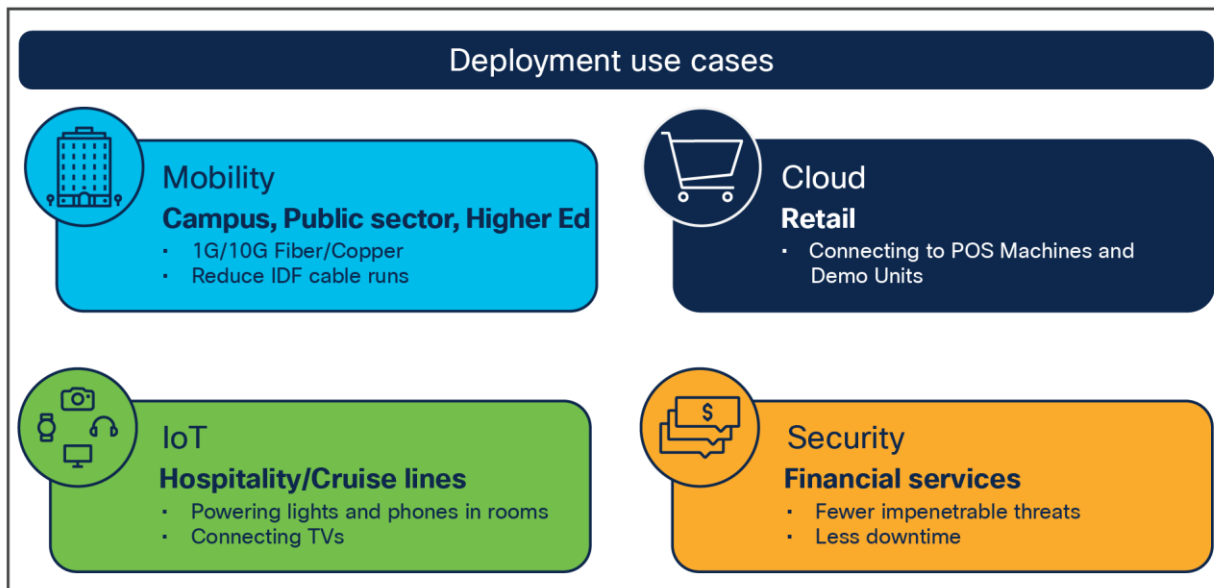 Deployment use cases
Mobility
Campus, Public sector, Higher Ed
· 1G/10G Fiber/Copper
· Reduce IDF cable runs
Cloud
Retail
· Connecting to POS Machines and
Demo Units
IoT
Hospitality/Cruise lines
· Powering lights and phones in rooms
· Connecting TVs
$
Security
Financial services
· Fewer impenetrable threats
· Less downtime